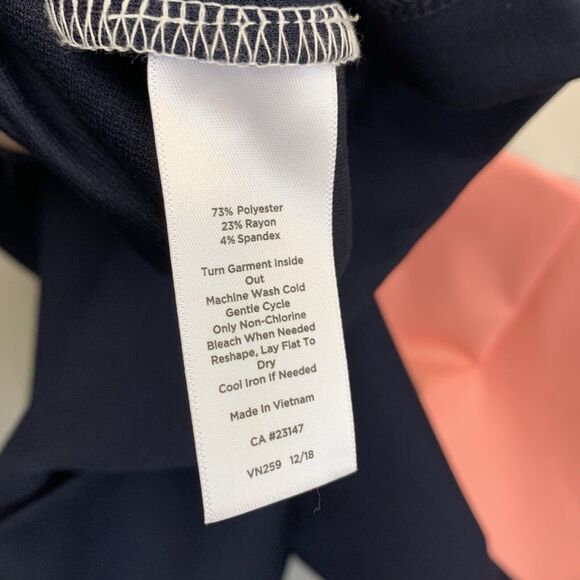 73% Polyester
23% Rayon
4% Spandex
Turn Garment Inside
Out
Machine Wash Cold
Gentle Cycle
Only Non-Chlorine
Bleach When Needed
Reshape, Lay Flat To
Dry
Cool Iron If Needed
Made In Vietnam
CA #23147
VN259 12/18